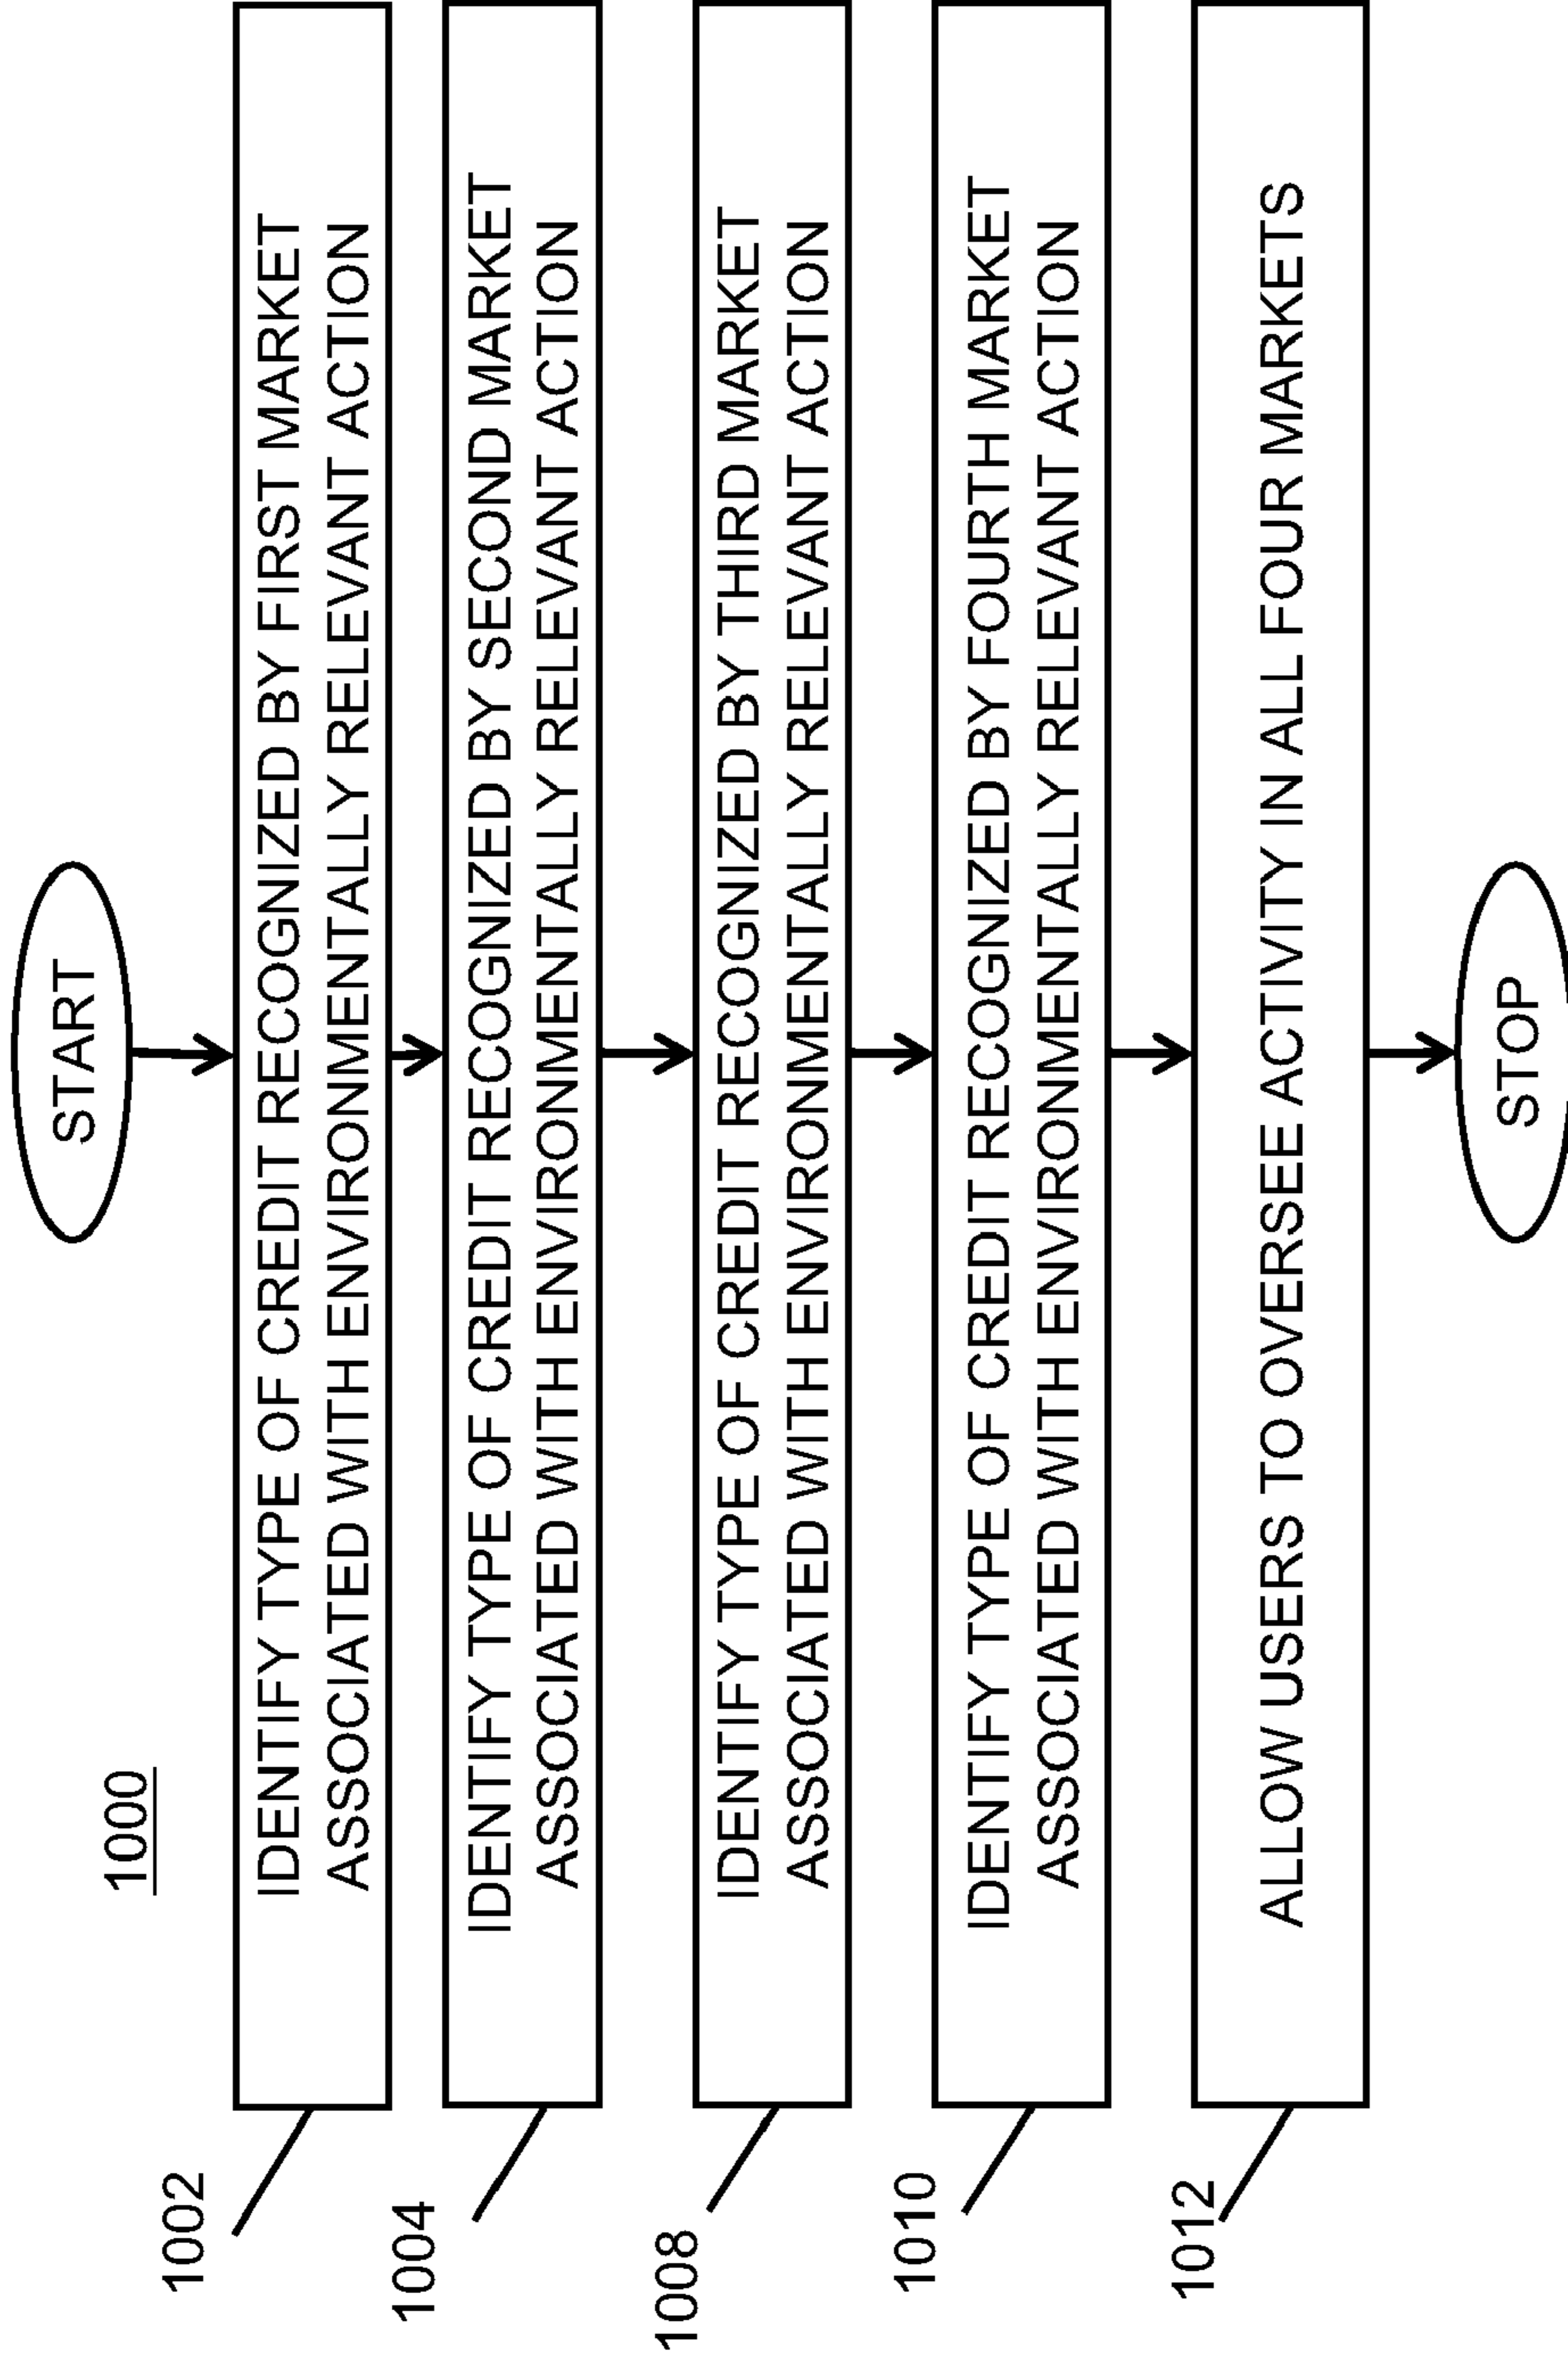 1000
START
1002
IDENTIFY TYPE OF CREDIT RECOGNIZED BY FIRST MARKET
ASSOCIATED WITH ENVIRONMENTALLY RELEVANT ACTION
1004
IDENTIFY TYPE OF CREDIT RECOGNIZED BY SECOND MARKET
ASSOCIATED WITH ENVIRONMENTALLY RELEVANT ACTION
1008
IDENTIFY TYPE OF CREDIT RECOGNIZED BY THIRD MARKET
ASSOCIATED WITH ENVIRONMENTALLY RELEVANT ACTION
1010
IDENTIFY TYPE OF CREDIT RECOGNIZED BY FOURTH MARKET
ASSOCIATED WITH ENVIRONMENTALLY RELEVANT ACTION
1012
ALLOW USERS TO OVERSEE ACTIVITY IN ALL FOUR MARKETS
STOP